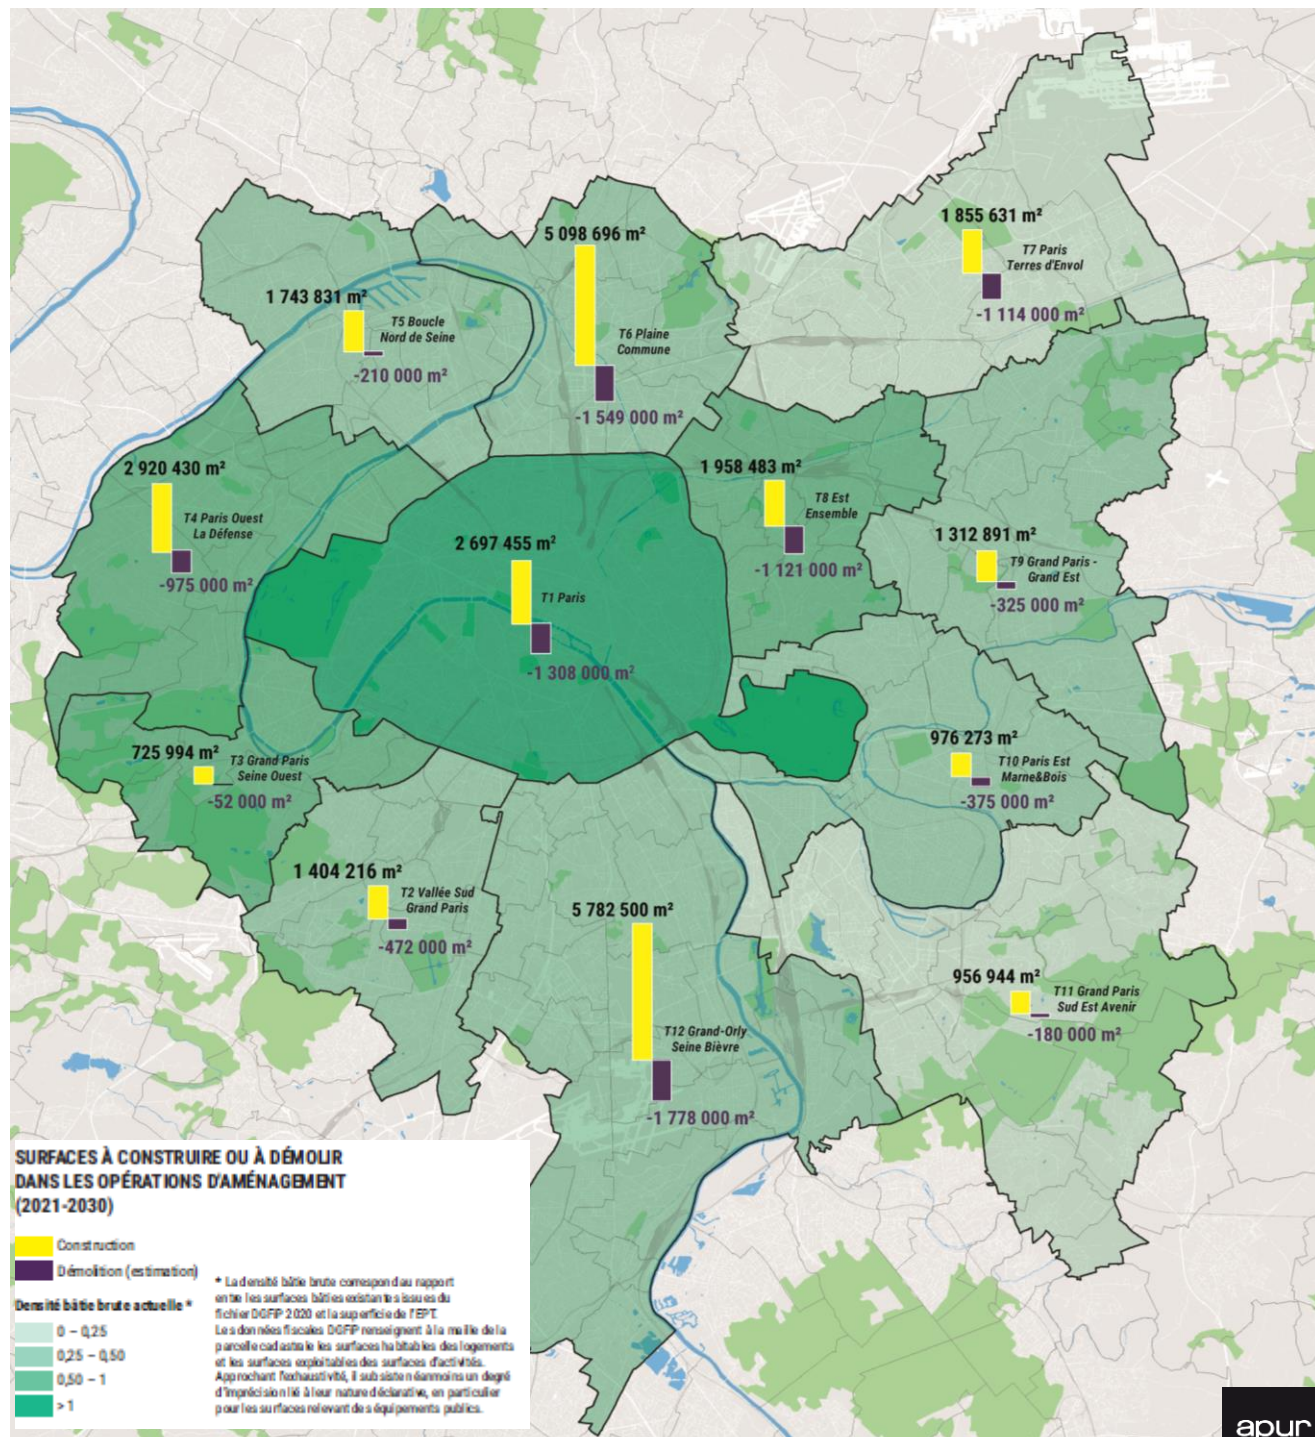 5 098 696 m²
T6 Plaine
Commune
-1 549 000 m²
1 855 631 m²
T7 Paris
Terres d'Envol
-1 114 000 m²
1 743 831 m²
T5 Boucle
Nord de Seine
-210 000 m²
2 920 430 m²
T4 Paris Ouest
La Défense
-975 000 m²
2 697 455 m²
T1 Paris
-1 308 000 m²
1 958 483 m²
T8 Est
Ensemble
-1 121 000 m²
1 312 891 m²
T9 Grand Paris -
Grand Est
-325 000 m²
725 994 m²
T3 Grand Paris
Seine Ouest
-52 000 m²
976 273 m²
T10 Paris Est
Marne&Bois
-375 000 m²
1 404 216 m²
T2 Vallée Sud
Grand Paris
-472 000 m²
5 782 500 m²
T12 Grand-Orly
Seine Bièvre
-1 778 000 m²
956 944 m²
T11 Grand Paris
Sud Est Avenir
-180 000 m²
SURFACES À CONSTRUIRE OU À DÉMOLIR
DANS LES OPÉRATIONS D'AMÉNAGEMENT
(2021-2030)
Construction
Démolition (estimation)
Densité bâtie brute actuelle *
0 – 0,25
0,25 – 0,50
0,50 – 1
> 1
* La densité bâtie brute correspond au rapport
entre les surfaces bâties existantes issues du
fichier DGFiP 2020 et la superficie de l'EPT.
Les données fiscales DGFiP renseignent à la maille de la
parcelle cadastrale les surfaces habitables des logements
et les surfaces exploitables des surfaces d'activités.
Approchant l'exhaustivité, il subsiste néanmoins un degré
d'imprécision lié à leur nature déclarative, en particulier
pour les surfaces relevant des équipements publics.
apur